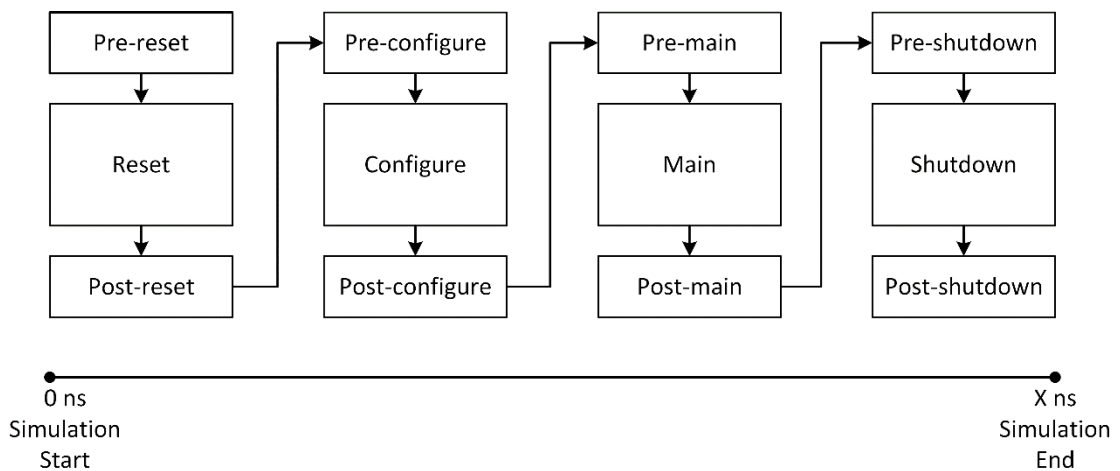 Pre-reset
Reset
Post-reset
Pre-configure
Configure
Post-configure
Pre-main
Main
Post-main
Pre-shutdown
Shutdown
Post-shutdown
0 ns
Simulation
Start
X ns
Simulation
End